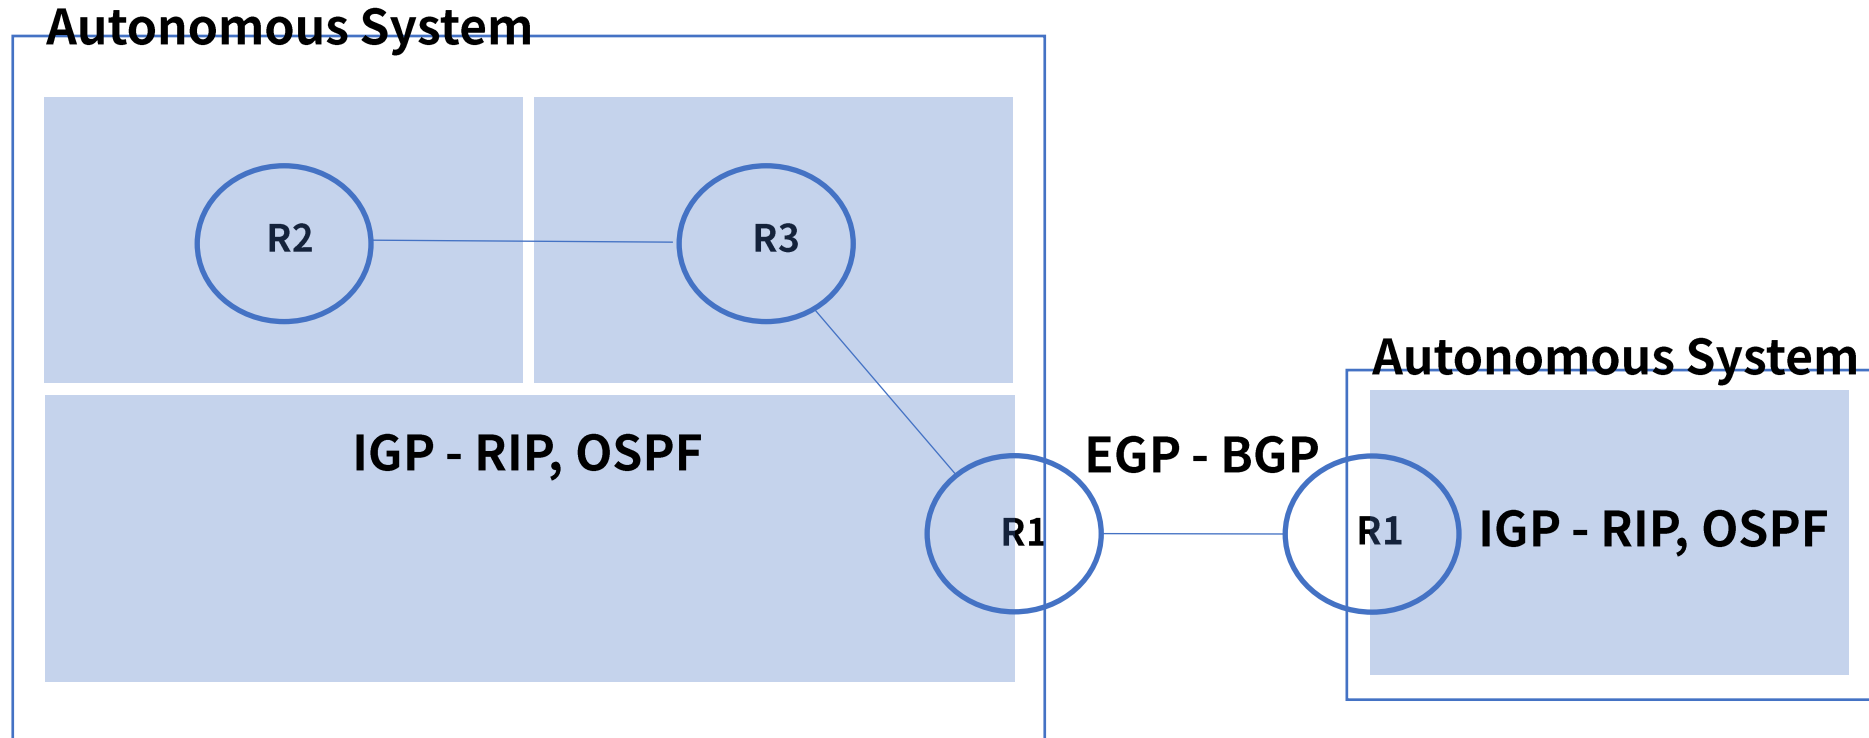 Autonomous System
R2
R3
IGP - RIP, OSPF
R1
EGP - BGP
Autonomous System
R1
IGP - RIP, OSPF